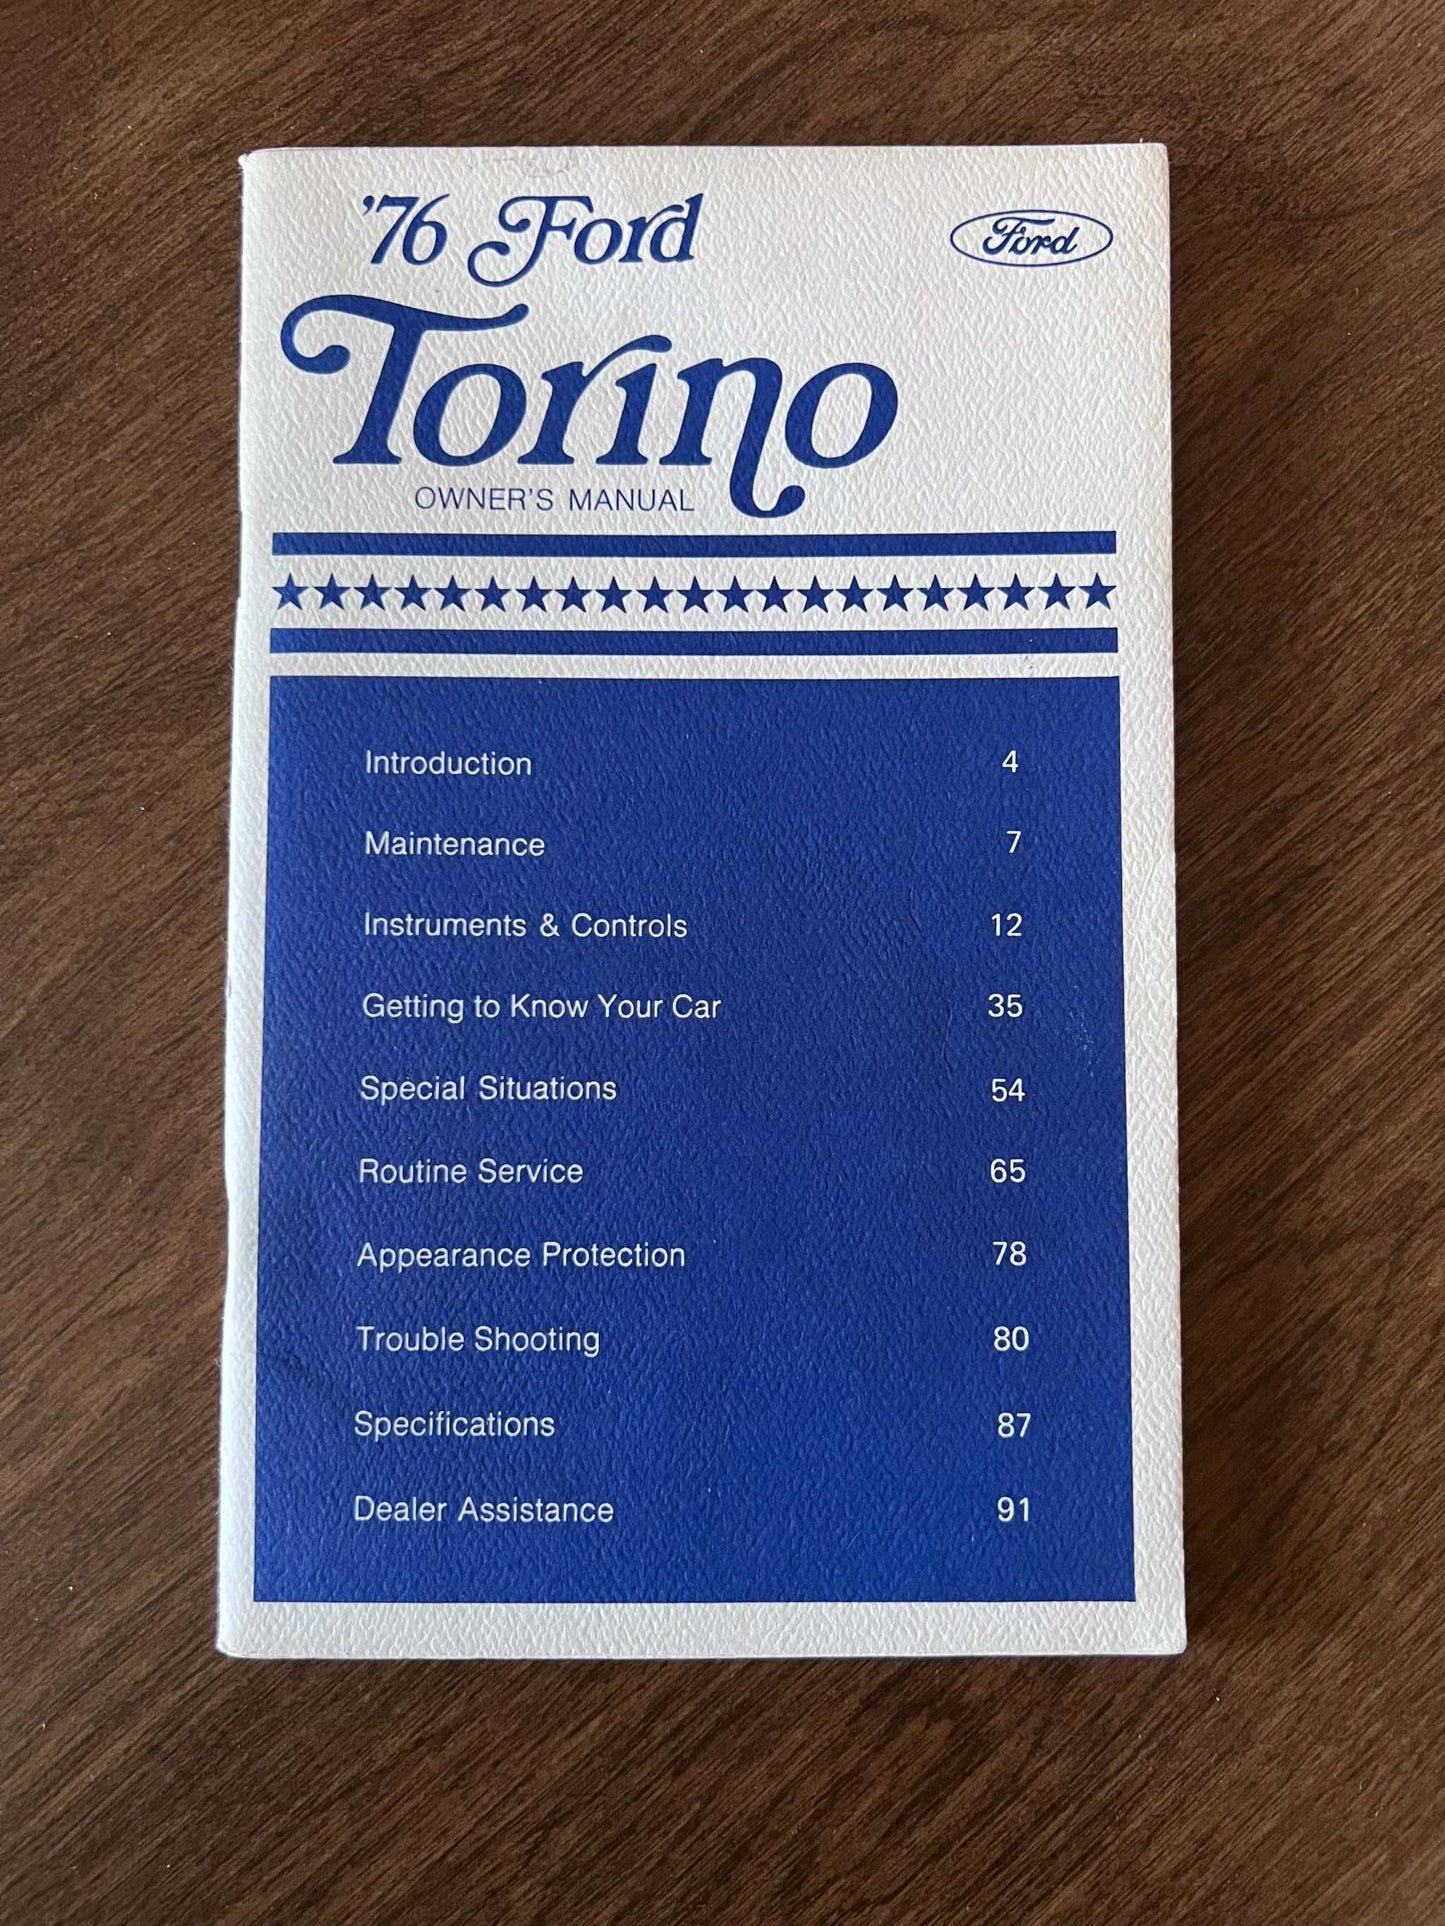 '76 Ford
Ford
Torino
OWNER'S MANUAL
Introduction 4
Maintenance 7
Instruments & Controls 12
Getting to Know Your Car 35
Special Situations 54
Routine Service 65
Appearance Protection 78
Trouble Shooting 80
Specifications 87
Dealer Assistance 91